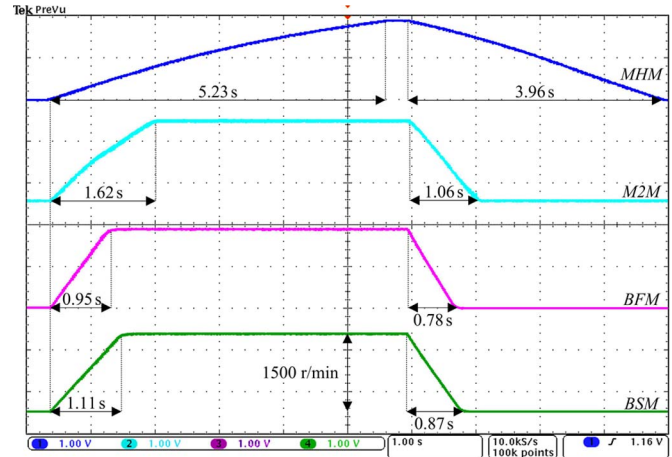 Tek PreVu
MHM
5.23 s
3.96 s
M2M
1.62 s
1.06 s
0.95 s
BFM
0.78 s
1500 r/min
1.11 s
BSM
0.87 s
1 1.00 V 2 1.00 V 3 1.00 V 4 1.00 V 1.00 s 10.0kS/s 1 1.16 V
100k points